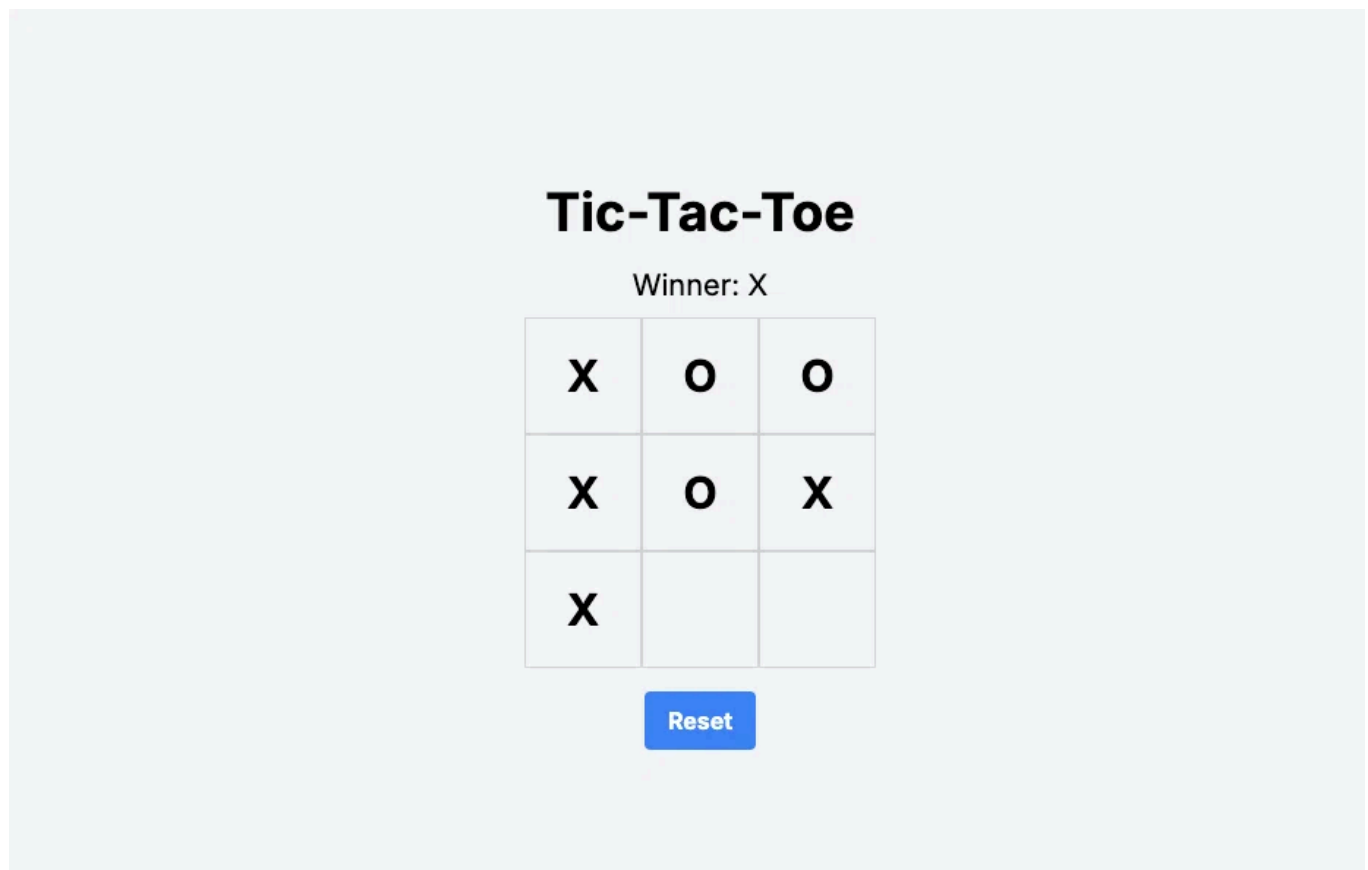 Tic-Tac-Toe
Winner: X
X O O
X O X
X
Reset